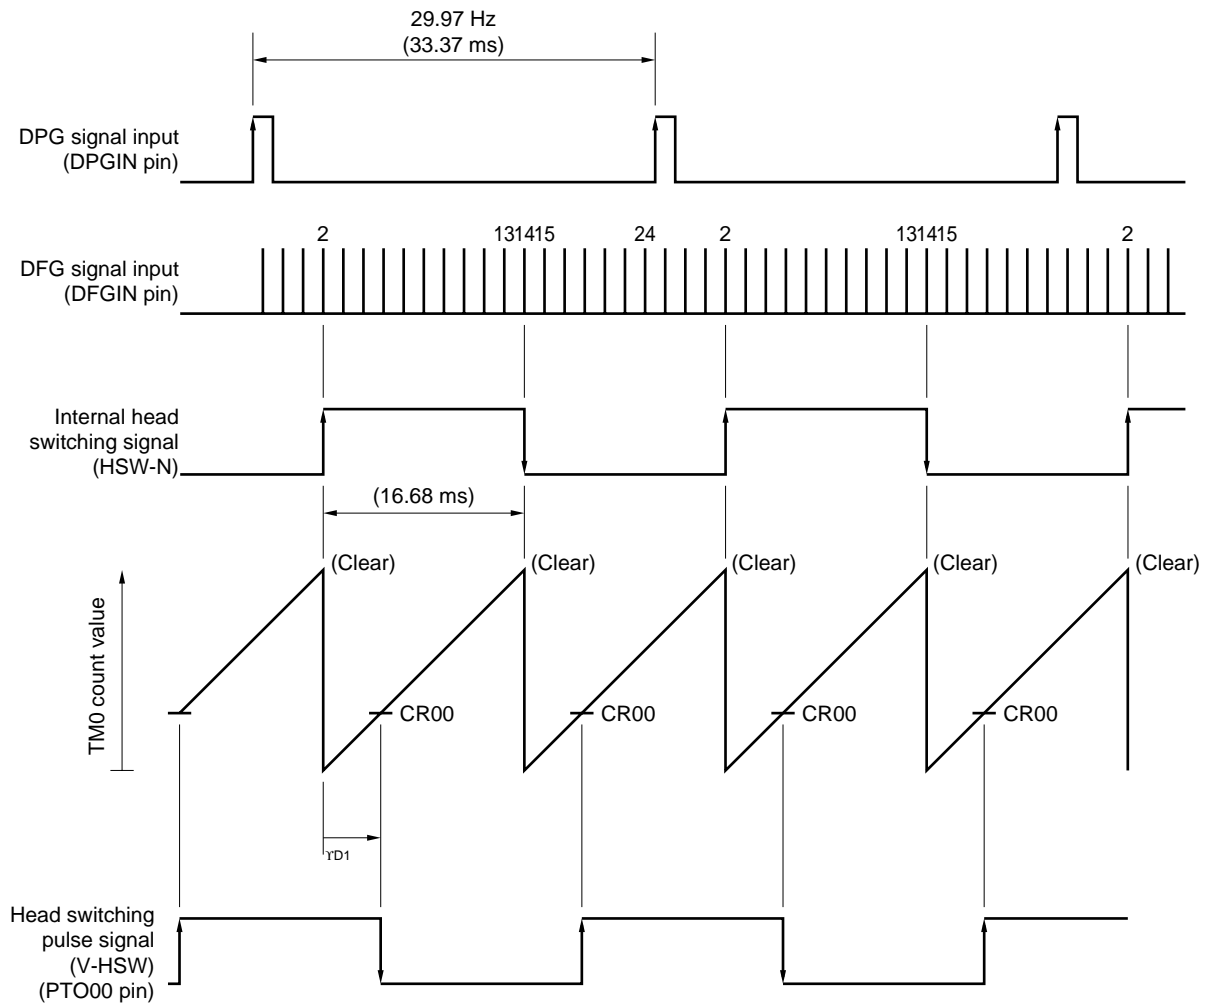 29.97 Hz
(33.37 ms)
DPG signal input
(DPGIN pin)
2 131415 24 2 131415 2
DFG signal input
(DFGIN pin)
Internal head
switching signal
(HSW-N)
(16.68 ms)
(Clear) (Clear) (Clear) (Clear) (Clear)
TM0 count value
CR00 CR00 CR00 CR00
ϒD1
Head switching
pulse signal
(V-HSW)
(PTO00 pin)